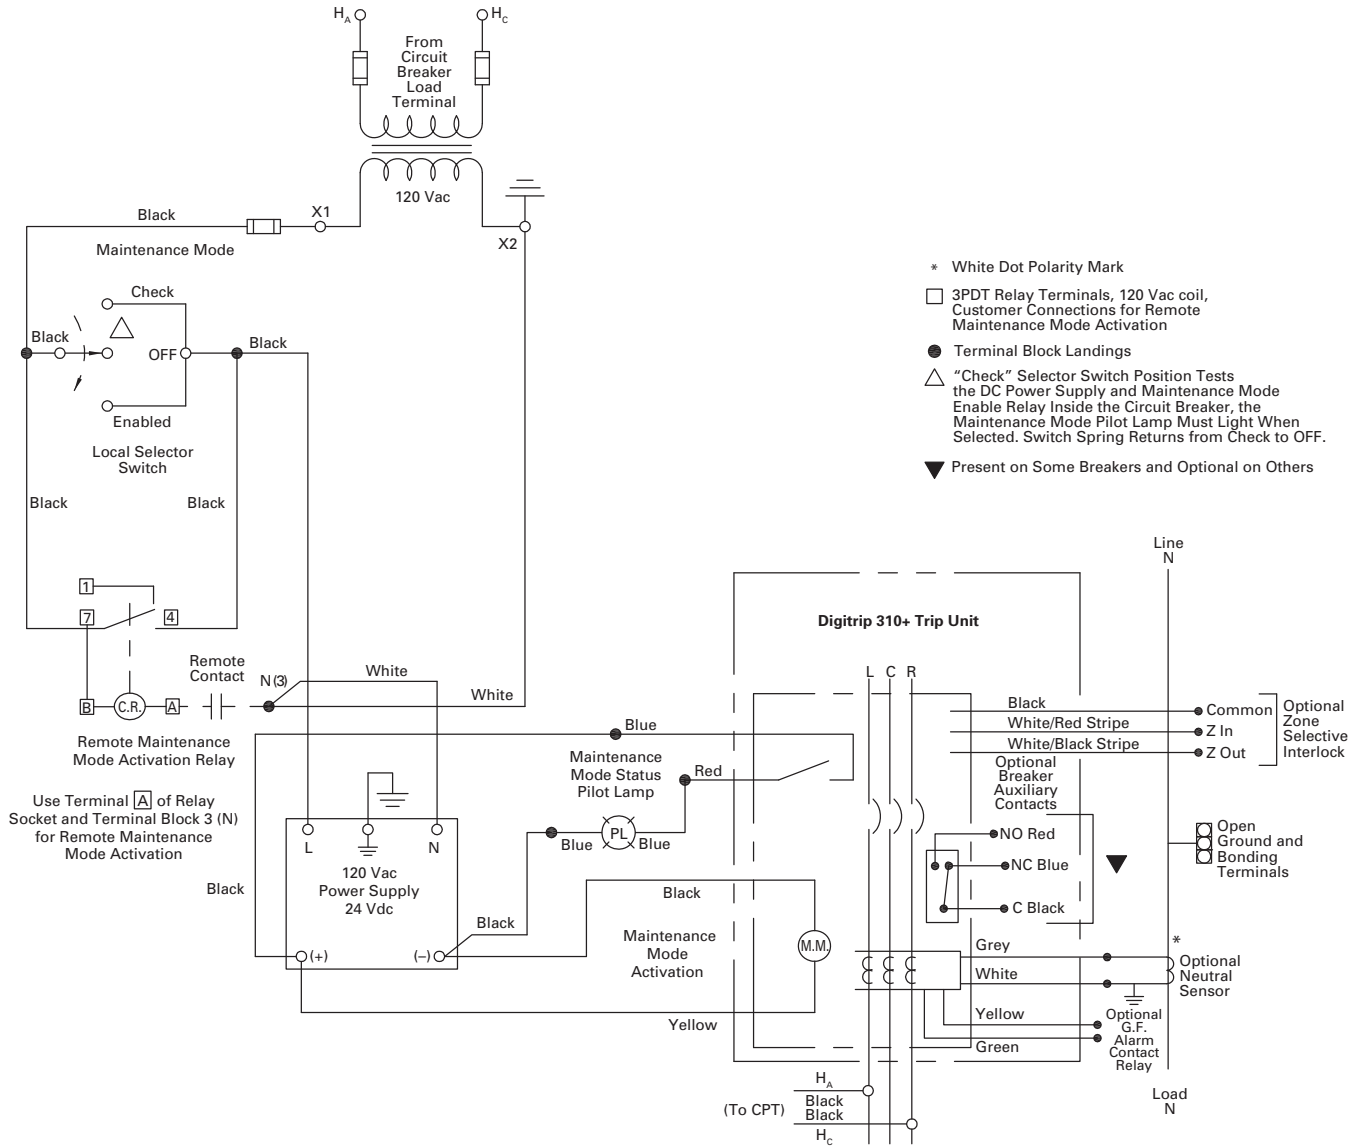 H_A
H_C
From
Circuit
Breaker
Load
Terminal
120 Vac
X1
X2
Black
Maintenance Mode
Check
Black
OFF
Black
Enabled
Local Selector
Switch
Black
Black
* White Dot Polarity Mark
3PDT Relay Terminals, 120 Vac coil,
Customer Connections for Remote
Maintenance Mode Activation
Terminal Block Landings
“Check” Selector Switch Position Tests
the DC Power Supply and Maintenance Mode
Enable Relay Inside the Circuit Breaker, the
Maintenance Mode Pilot Lamp Must Light When
Selected. Switch Spring Returns from Check to OFF.
Present on Some Breakers and Optional on Others
1
7
4
Remote
Contact
N (3)
White
White
B
C.R.
A
Remote Maintenance
Mode Activation Relay
Use Terminal A of Relay
Socket and Terminal Block 3 (N)
for Remote Maintenance
Mode Activation
Blue
Maintenance
Mode Status
Pilot Lamp
Red
Blue
PL
Blue
L
N
120 Vac
Power Supply
24 Vdc
Black
Black
(+)
(–)
Black
Maintenance
Mode
Activation
M.M.
Yellow
Digitrip 310+ Trip Unit
L C R
Line
N
Black
White/Red Stripe
White/Black Stripe
Common
Z In
Z Out
Optional
Zone
Selective
Interlock
Optional
Breaker
Auxiliary
Contacts
NO Red
NC Blue
C Black
Open
Ground and
Bonding
Terminals
Grey
White
*
Optional
Neutral
Sensor
Yellow
Green
Optional
G.F.
Alarm
Contact
Relay
Load
N
H_A
Black
(To CPT)
Black
H_C